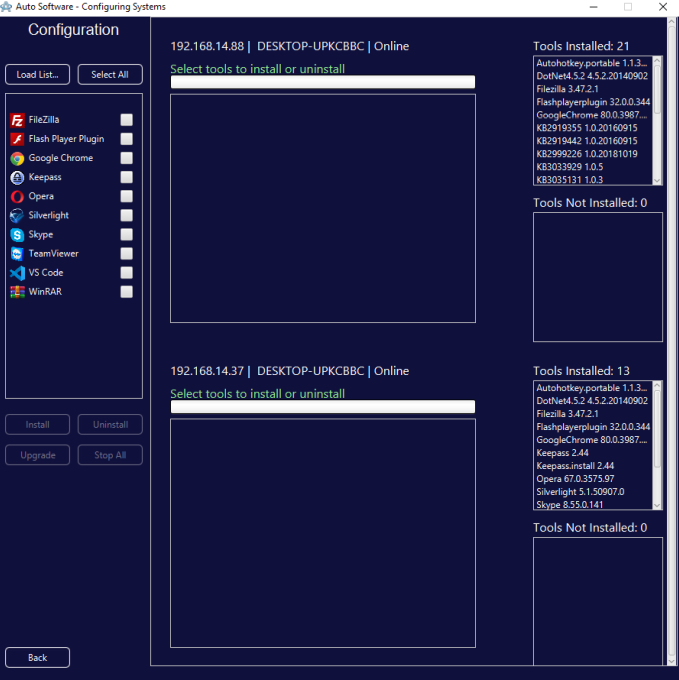 Auto Software - Configuring Systems
Configuration
Load List...
Select All
FileZilla
Flash Player Plugin
Google Chrome
Keepass
Opera
Silverlight
Skype
TeamViewer
VS Code
WinRAR
Install
Uninstall
Upgrade
Stop All
Back
192.168.14.88 | DESKTOP-UPKCBBC | Online
Select tools to install or uninstall
Tools Installed: 21
Autohotkey.portable 1.1.3...
DotNet4.5.2 4.5.2.20140902
Filezilla 3.47.2.1
Flashplayerplugin 32.0.0.344
GoogleChrome 80.0.3987....
KB2919355 1.0.20160915
KB2919442 1.0.20160915
KB2999226 1.0.20181019
KB3033929 1.0.5
KB3035131 1.0.3
Tools Not Installed: 0
192.168.14.37 | DESKTOP-UPKCBBC | Online
Select tools to install or uninstall
Tools Installed: 13
Autohotkey.portable 1.1.3...
DotNet4.5.2 4.5.2.20140902
Filezilla 3.47.2.1
Flashplayerplugin 32.0.0.344
GoogleChrome 80.0.3987....
Keepass 2.44
Keepass.install 2.44
Opera 67.0.3575.97
Silverlight 5.1.50907.0
Skype 8.55.0.141
Tools Not Installed: 0